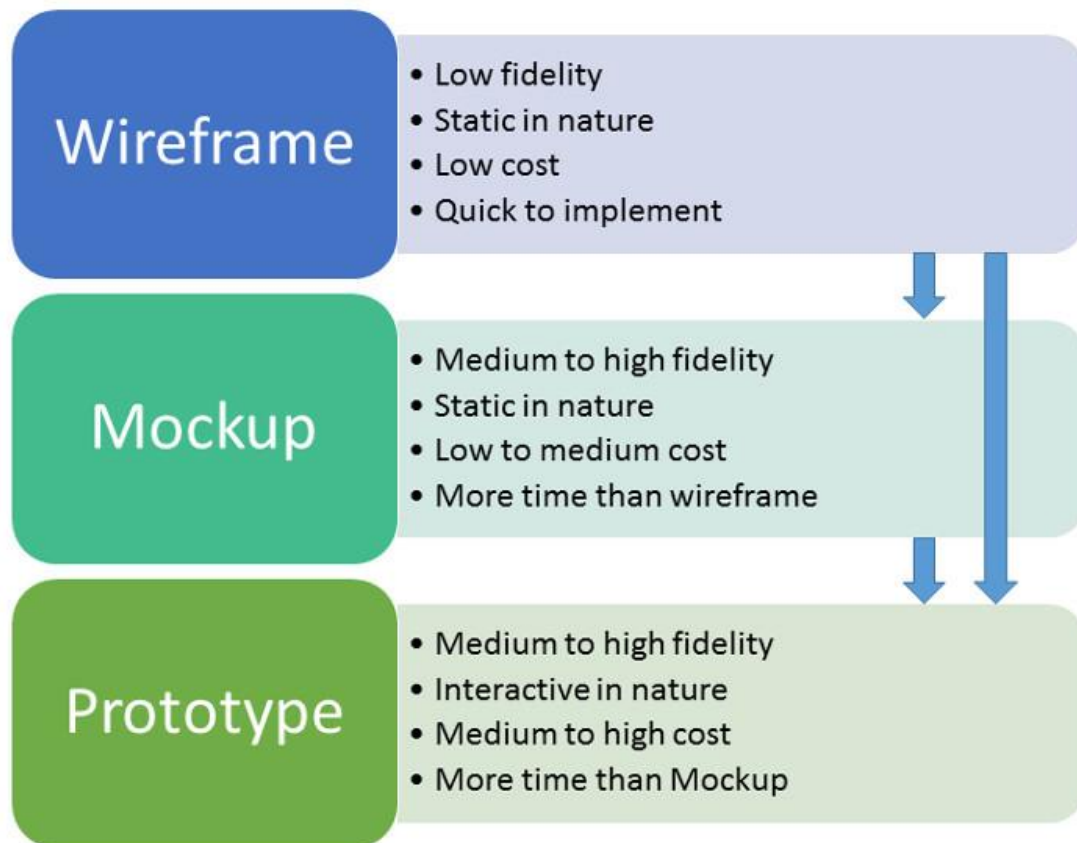 Wireframe
• Low fidelity
• Static in nature
• Low cost
• Quick to implement
Mockup
• Medium to high fidelity
• Static in nature
• Low to medium cost
• More time than wireframe
Prototype
• Medium to high fidelity
• Interactive in nature
• Medium to high cost
• More time than Mockup